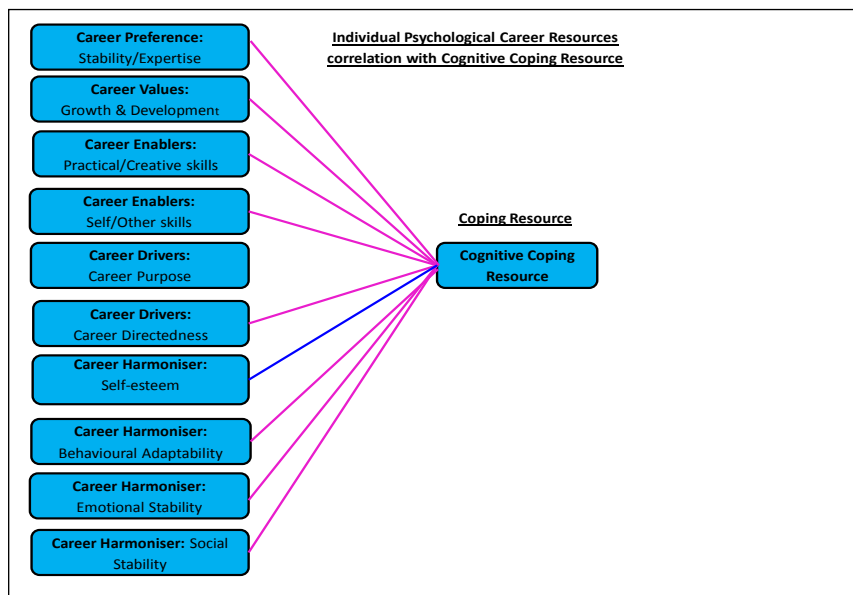 Career Preference:
Stability/Expertise
Career Values:
Growth & Development
Career Enablers:
Practical/Creative skills
Career Enablers:
Self/Other skills
Career Drivers:
Career Purpose
Career Drivers:
Career Directedness
Career Harmoniser:
Self-esteem
Career Harmoniser:
Behavioural Adaptability
Career Harmoniser:
Emotional Stability
Career Harmoniser: Social
Stability
Individual Psychological Career Resources
correlation with Cognitive Coping Resource
Coping Resource
Cognitive Coping
Resource